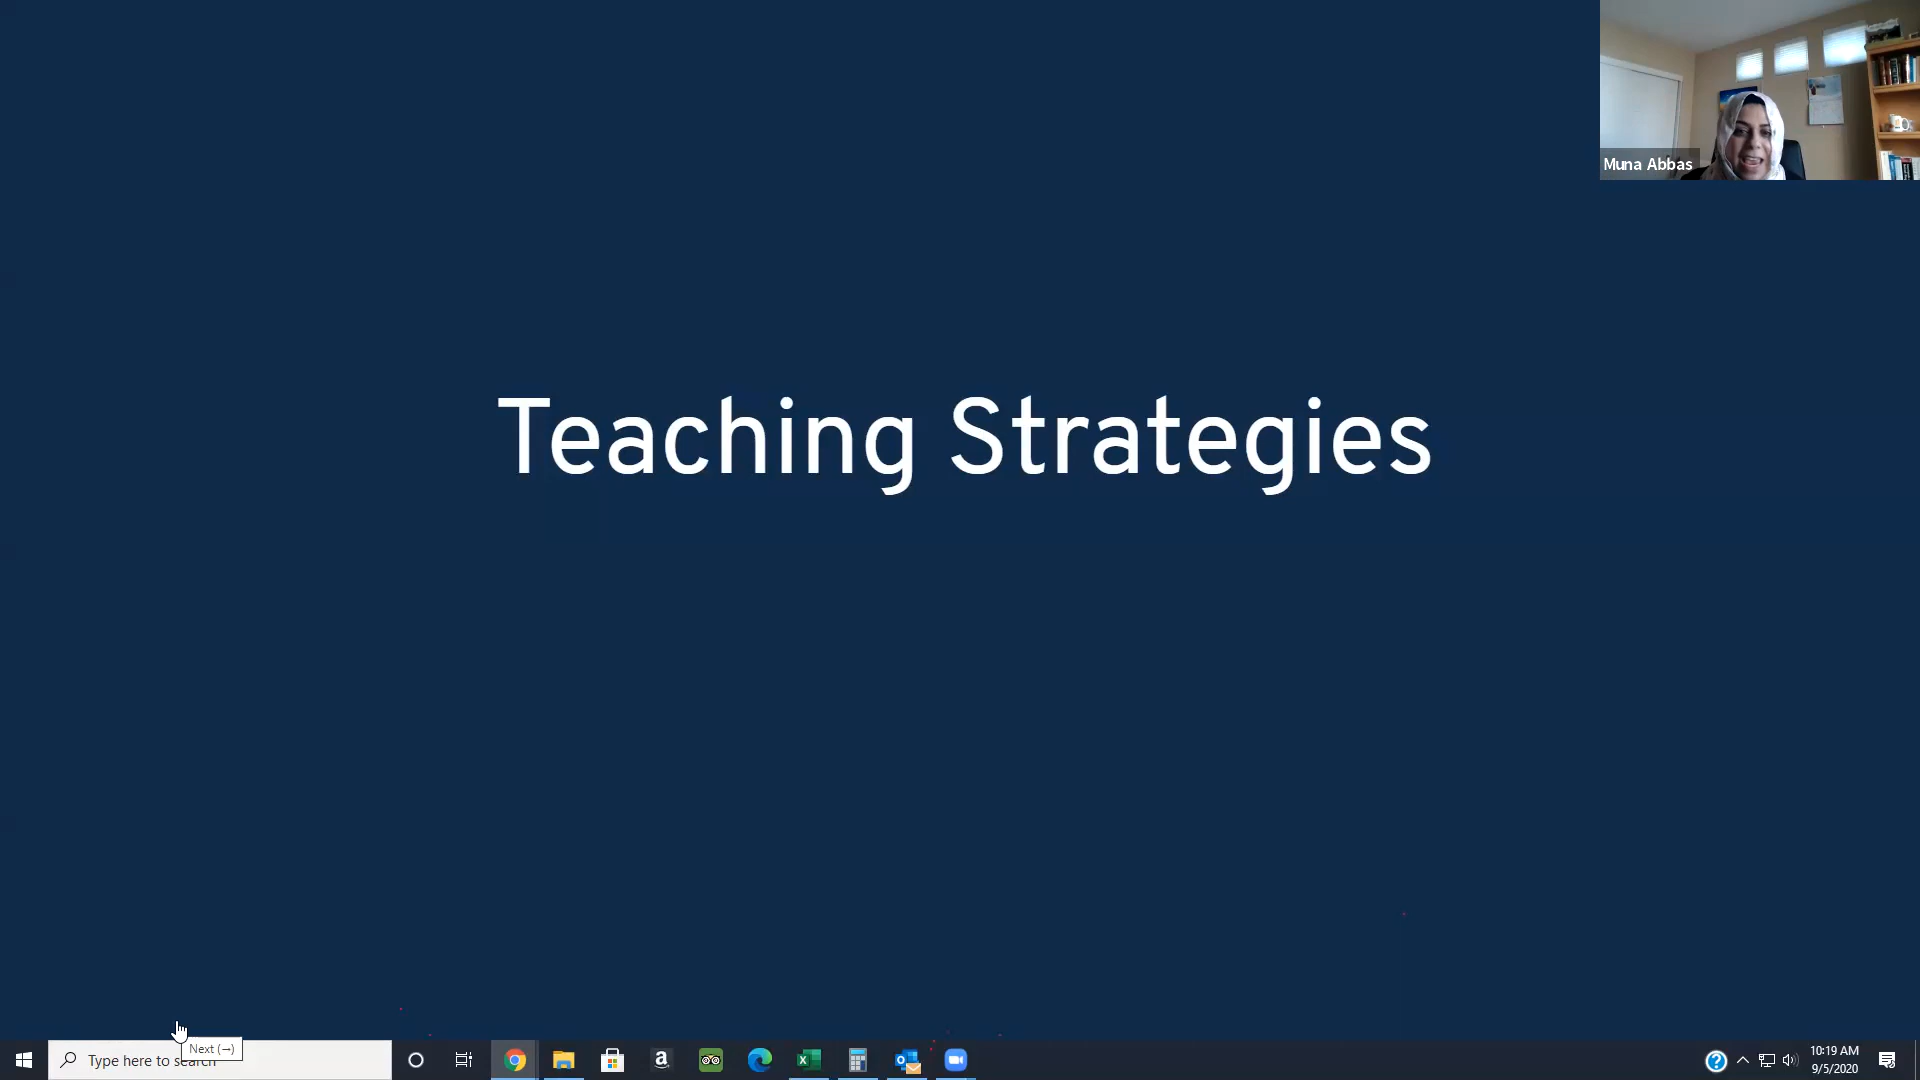 Muna Abbas
Teaching Strategies
Next (→)
Type here to search
10:19 AM
9/5/2020